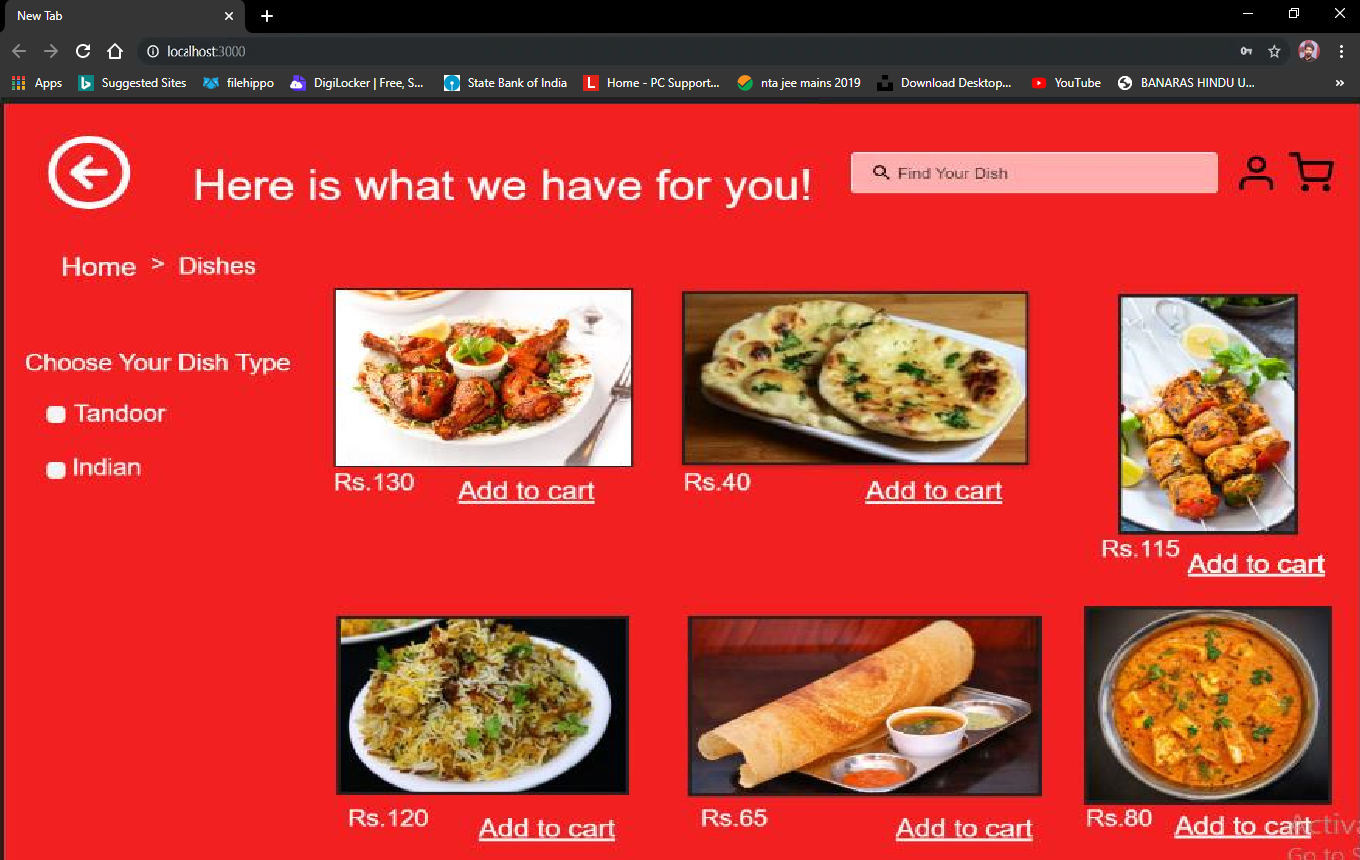 New Tab
localhost:3000
Apps
Suggested Sites
filehippo
DigiLocker | Free, S...
State Bank of India
Home - PC Support...
nta jee mains 2019
Download Desktop...
YouTube
BANARAS HINDU U...
»
Here is what we have for you!
Find Your Dish
Home > Dishes
Choose Your Dish Type
Tandoor
Indian
Rs.130
Add to cart
Rs.40
Add to cart
Rs.115
Add to cart
Rs.120
Add to cart
Rs.65
Add to cart
Rs.80
Add to cart
Activa
Go to S